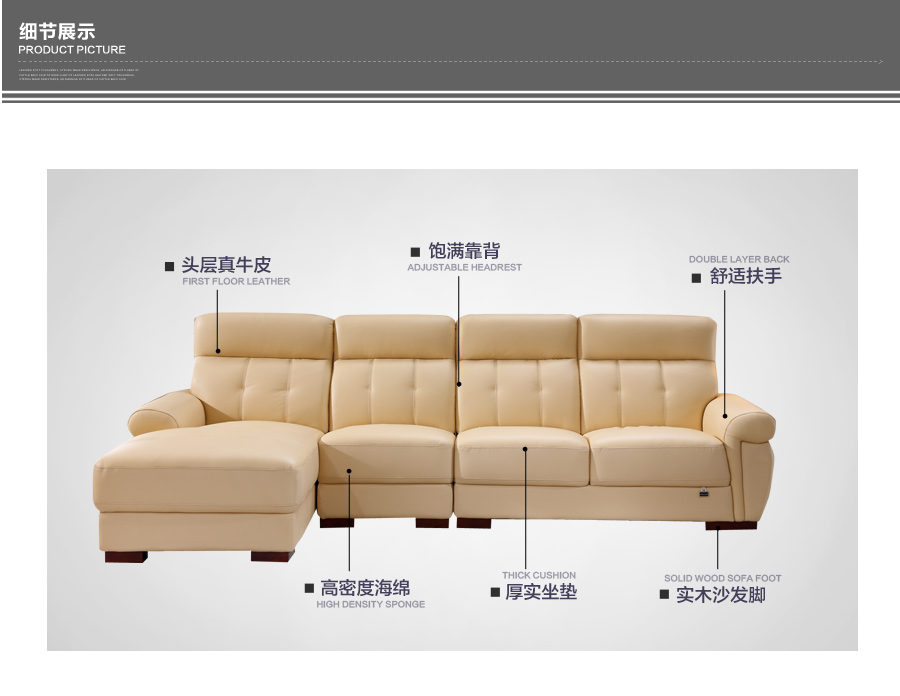 细节展示
PRODUCT PICTURE
头层真牛皮
FIRST FLOOR LEATHER
饱满靠背
ADJUSTABLE HEADREST
DOUBLE LAYER BACK
舒适扶手
高密度海绵
HIGH DENSITY SPONGE
THICK CUSHION
厚实坐垫
SOLID WOOD SOFA FOOT
实木沙发脚